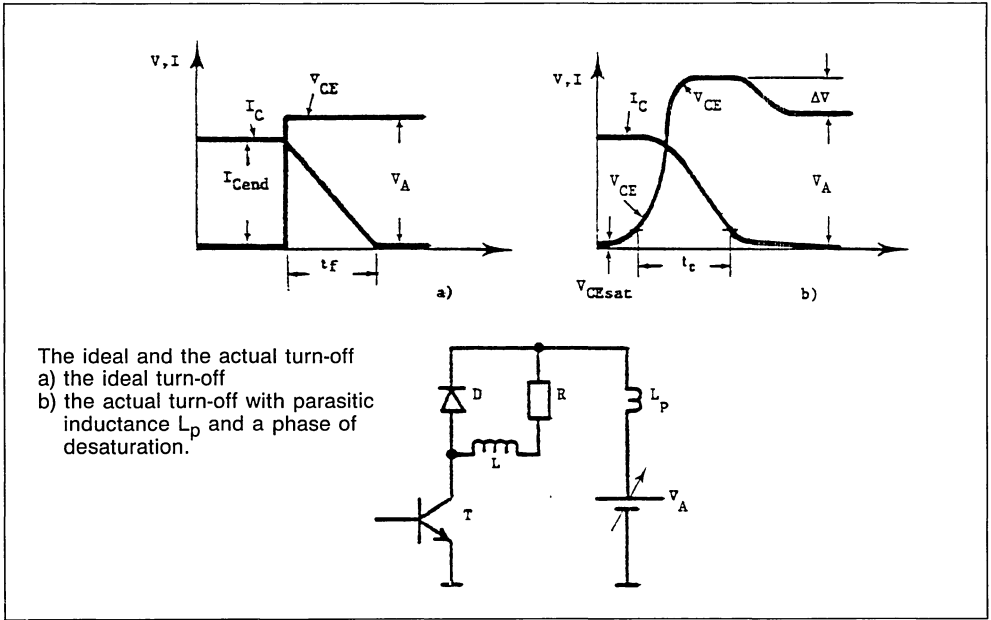 V,I
V_CE
I_C
I_Cend
V_A
t_f
a)
V,I
I_C
V_CE
ΔV
V_CE
V_A
t_c
V_CEsat
b)
The ideal and the actual turn-off
a) the ideal turn-off
b) the actual turn-off with parasitic
inductance L_p and a phase of
desaturation.
D
R
L_p
L
T
V_A